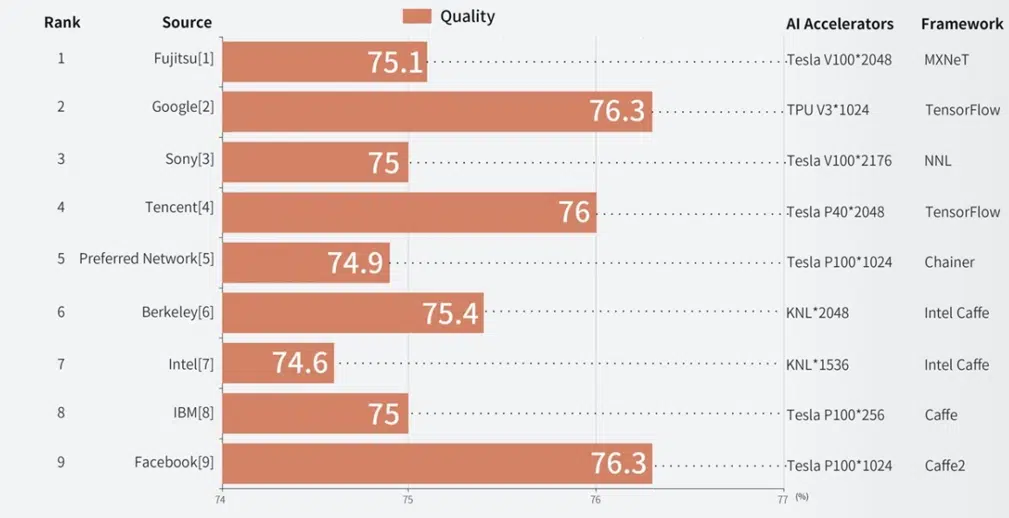 Quality
Rank Source AI Accelerators Framework
1 Fujitsu[1] 75.1 Tesla V100*2048 MXNeT
2 Google[2] 76.3 TPU V3*1024 TensorFlow
3 Sony[3] 75 Tesla V100*2176 NNL
4 Tencent[4] 76 Tesla P40*2048 TensorFlow
5 Preferred Network[5] 74.9 Tesla P100*1024 Chainer
6 Berkeley[6] 75.4 KNL*2048 Intel Caffe
7 Intel[7] 74.6 KNL*1536 Intel Caffe
8 IBM[8] 75 Tesla P100*256 Caffe
9 Facebook[9] 76.3 Tesla P100*1024 Caffe2
74 75 76 77 (%)